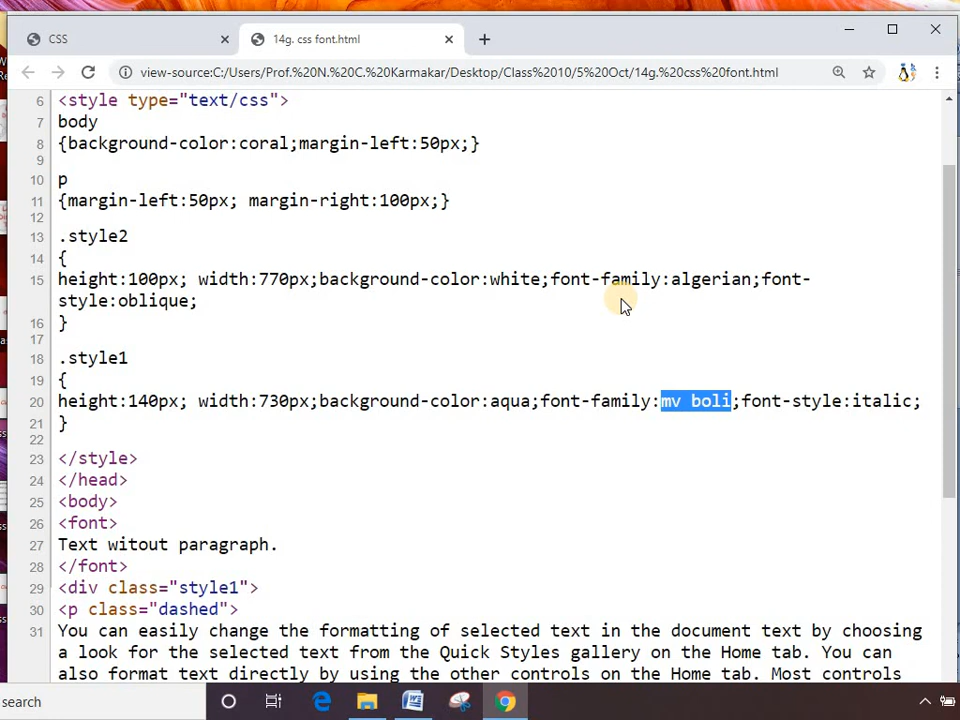 CSS
14g. css font.html
view-source:C:/Users/Prof.%20N.%20C.%20Karmakar/Desktop/Class%2010/5%20Oct/14g.%20css%20font.html
6 <style type="text/css">
7 body
8 {background-color:coral;margin-left:50px;}
9
10 p
11 {margin-left:50px; margin-right:100px;}
12
13 .style2
14 {
15 height:100px; width:770px;background-color:white;font-family:algerian;font-
style:oblique;
16 }
17
18 .style1
19 {
20 height:140px; width:730px;background-color:aqua;font-family:mv boli;font-style:italic;
21 }
22
23 </style>
24 </head>
25 <body>
26 <font>
27 Text witout paragraph.
28 </font>
29 <div class="style1">
30 <p class="dashed">
31 You can easily change the formatting of selected text in the document text by choosing
a look for the selected text from the Quick Styles gallery on the Home tab. You can
also format text directly by using the other controls on the Home tab. Most controls
search